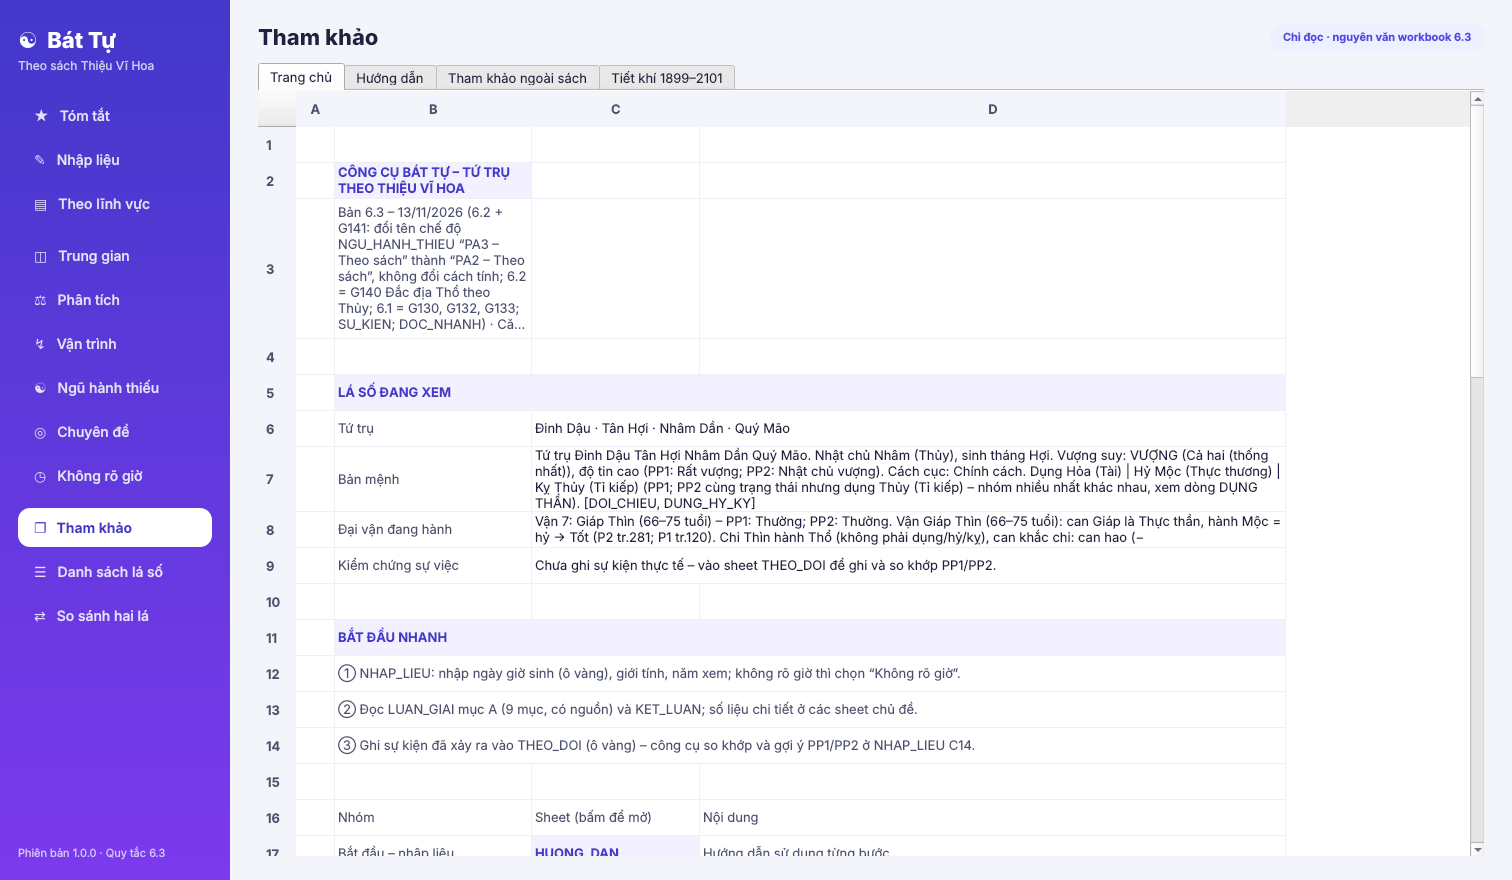 ☯ Bát Tự
Theo sách Thiệu Vĩ Hoa
★ Tóm tắt
✎ Nhập liệu
▤ Theo lĩnh vực
◫ Trung gian
⚖ Phân tích
↯ Vận trình
☯ Ngũ hành thiếu
◎ Chuyên đề
◷ Không rõ giờ
❐ Tham khảo
☰ Danh sách lá số
⇄ So sánh hai lá
Phiên bản 1.0.0 · Quy tắc 6.3
Tham khảo
Chỉ đọc · nguyên văn workbook 6.3
Trang chủ Hướng dẫn Tham khảo ngoài sách Tiết khí 1899–2101
A B C D
1
2 CÔNG CỤ BÁT TỰ – TỨ TRỤ
THEO THIỆU VĨ HOA
3 Bản 6.3 – 13/11/2026 (6.2 +
G141: đổi tên chế độ
NGU_HANH_THIEU “PA3 –
Theo sách” thành “PA2 – Theo
sách”, không đổi cách tính; 6.2
= G140 Đắc địa Thổ theo
Thủy; 6.1 = G130, G132, G133;
SU_KIEN; DOC_NHANH) · Că...
4
5 LÁ SỐ ĐANG XEM
6 Tứ trụ Đinh Dậu · Tân Hợi · Nhâm Dần · Quý Mão
7 Bản mệnh Tứ trụ Đinh Dậu Tân Hợi Nhâm Dần Quý Mão. Nhật chủ Nhâm (Thủy), sinh tháng Hợi. Vượng suy: VƯỢNG (Cả hai (thống
nhất)), độ tin cao (PP1: Rất vượng; PP2: Nhật chủ vượng). Cách cục: Chính cách. Dụng Hỏa (Tài) | Hỷ Mộc (Thực thương) |
Kỵ Thủy (Tỉ kiếp) (PP1; PP2 cùng trạng thái nhưng dụng Thủy (Tỉ kiếp) – nhóm nhiều nhất khác nhau, xem dòng DỤNG
THẦN). [DOI_CHIEU, DUNG_HY_KY]
8 Đại vận đang hành Vận 7: Giáp Thìn (66–75 tuổi) – PP1: Thường; PP2: Thường. Vận Giáp Thìn (66–75 tuổi): can Giáp là Thực thần, hành Mộc =
hỷ → Tốt (P2 tr.281; P1 tr.120). Chi Thìn hành Thổ (không phải dụng/hỷ/kỵ), can khắc chi: can hao (–
9 Kiểm chứng sự việc Chưa ghi sự kiện thực tế – vào sheet THEO_DOI để ghi và so khớp PP1/PP2.
10
11 BẮT ĐẦU NHANH
12 ① NHAP_LIEU: nhập ngày giờ sinh (ô vàng), giới tính, năm xem; không rõ giờ thì chọn “Không rõ giờ”.
13 ② Đọc LUAN_GIAI mục A (9 mục, có nguồn) và KET_LUAN; số liệu chi tiết ở các sheet chủ đề.
14 ③ Ghi sự kiện đã xảy ra vào THEO_DOI (ô vàng) – công cụ so khớp và gợi ý PP1/PP2 ở NHAP_LIEU C14.
15
16 Nhóm Sheet (bấm để mở) Nội dung
17 Bắt đầu – nhập liệu HUONG_DAN Hướng dẫn sử dụng từng bước